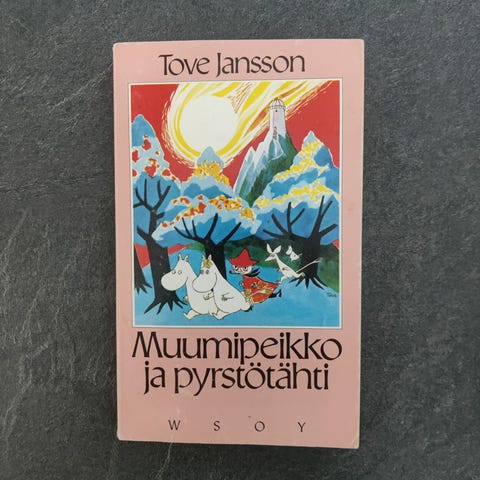 Tove Jansson
Muumipeikko
ja pyrstötähti
W S O Y